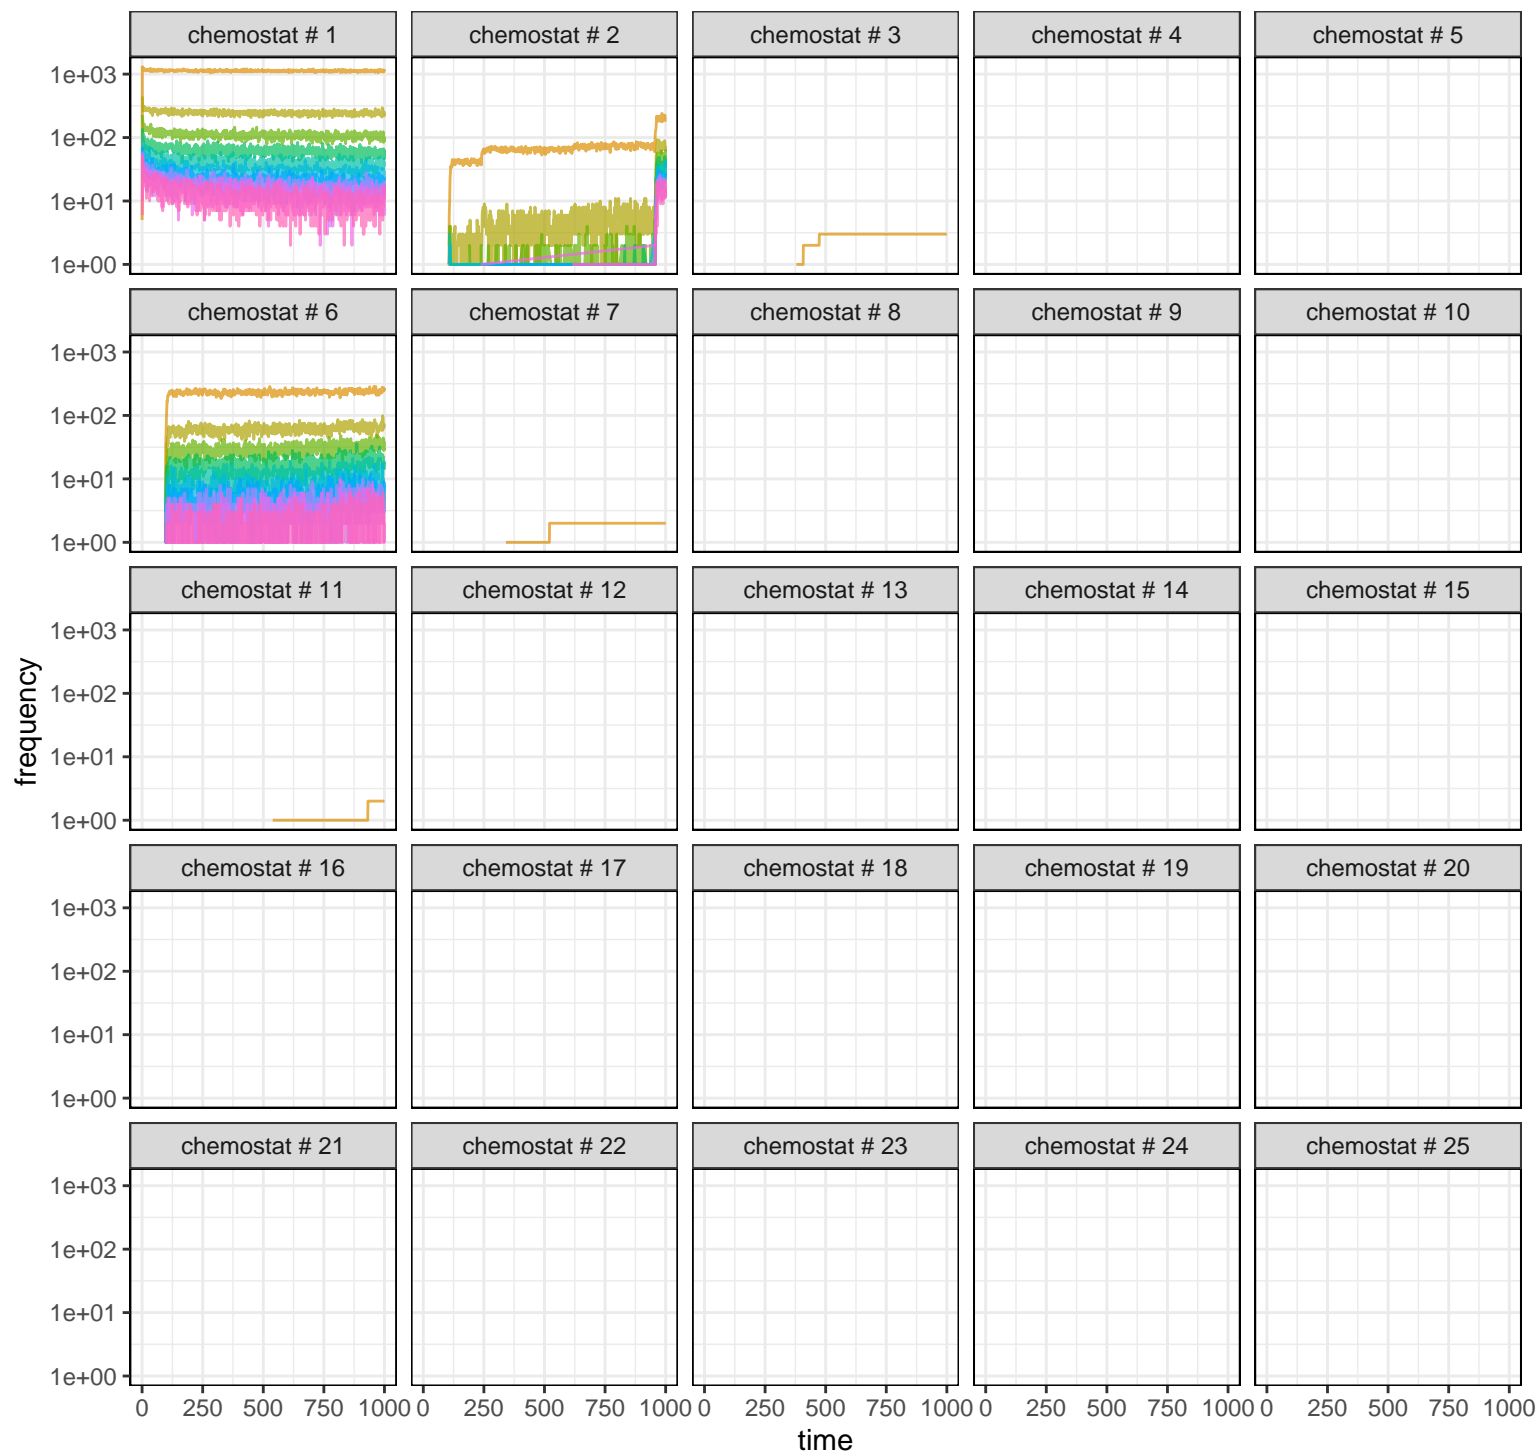 chemostat # 1 chemostat # 2 chemostat # 3 chemostat # 4 chemostat # 5
1e+03
1e+02
1e+01
1e+00
chemostat # 6 chemostat # 7 chemostat # 8 chemostat # 9 chemostat # 10
1e+03
1e+02
1e+01
1e+00
chemostat # 11 chemostat # 12 chemostat # 13 chemostat # 14 chemostat # 15
1e+03
1e+02
1e+01
1e+00
frequency
chemostat # 16 chemostat # 17 chemostat # 18 chemostat # 19 chemostat # 20
1e+03
1e+02
1e+01
1e+00
chemostat # 21 chemostat # 22 chemostat # 23 chemostat # 24 chemostat # 25
1e+03
1e+02
1e+01
1e+00
0 250 500 750 1000 0 250 500 750 1000 0 250 500 750 1000 0 250 500 750 1000 0 250 500 750 1000
time